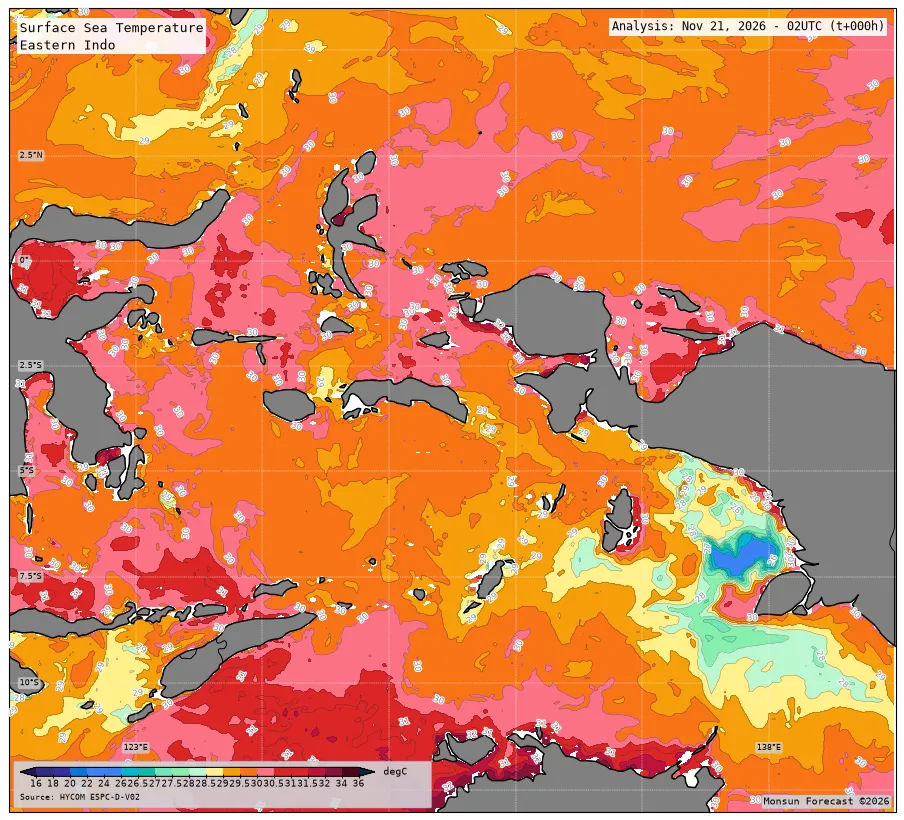 Surface Sea Temperature
Eastern Indo
Analysis: Nov 21, 2026 - 02UTC (t+000h)
2.5°N
0°
2.5°S
5°S
7.5°S
10°S
123°E
138°E
16 18 20 22 24 26 26.5 27 27.5 28 28.5 29 29.5 30 30.5 31 31.5 32 34 36
degC
Source: HYCOM ESPC-D-V02
Monsun Forecast ©2026